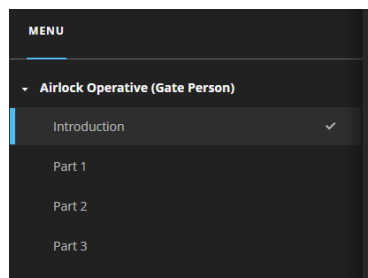 MENU
Airlock Operative (Gate Person)
Introduction
Part 1
Part 2
Part 3